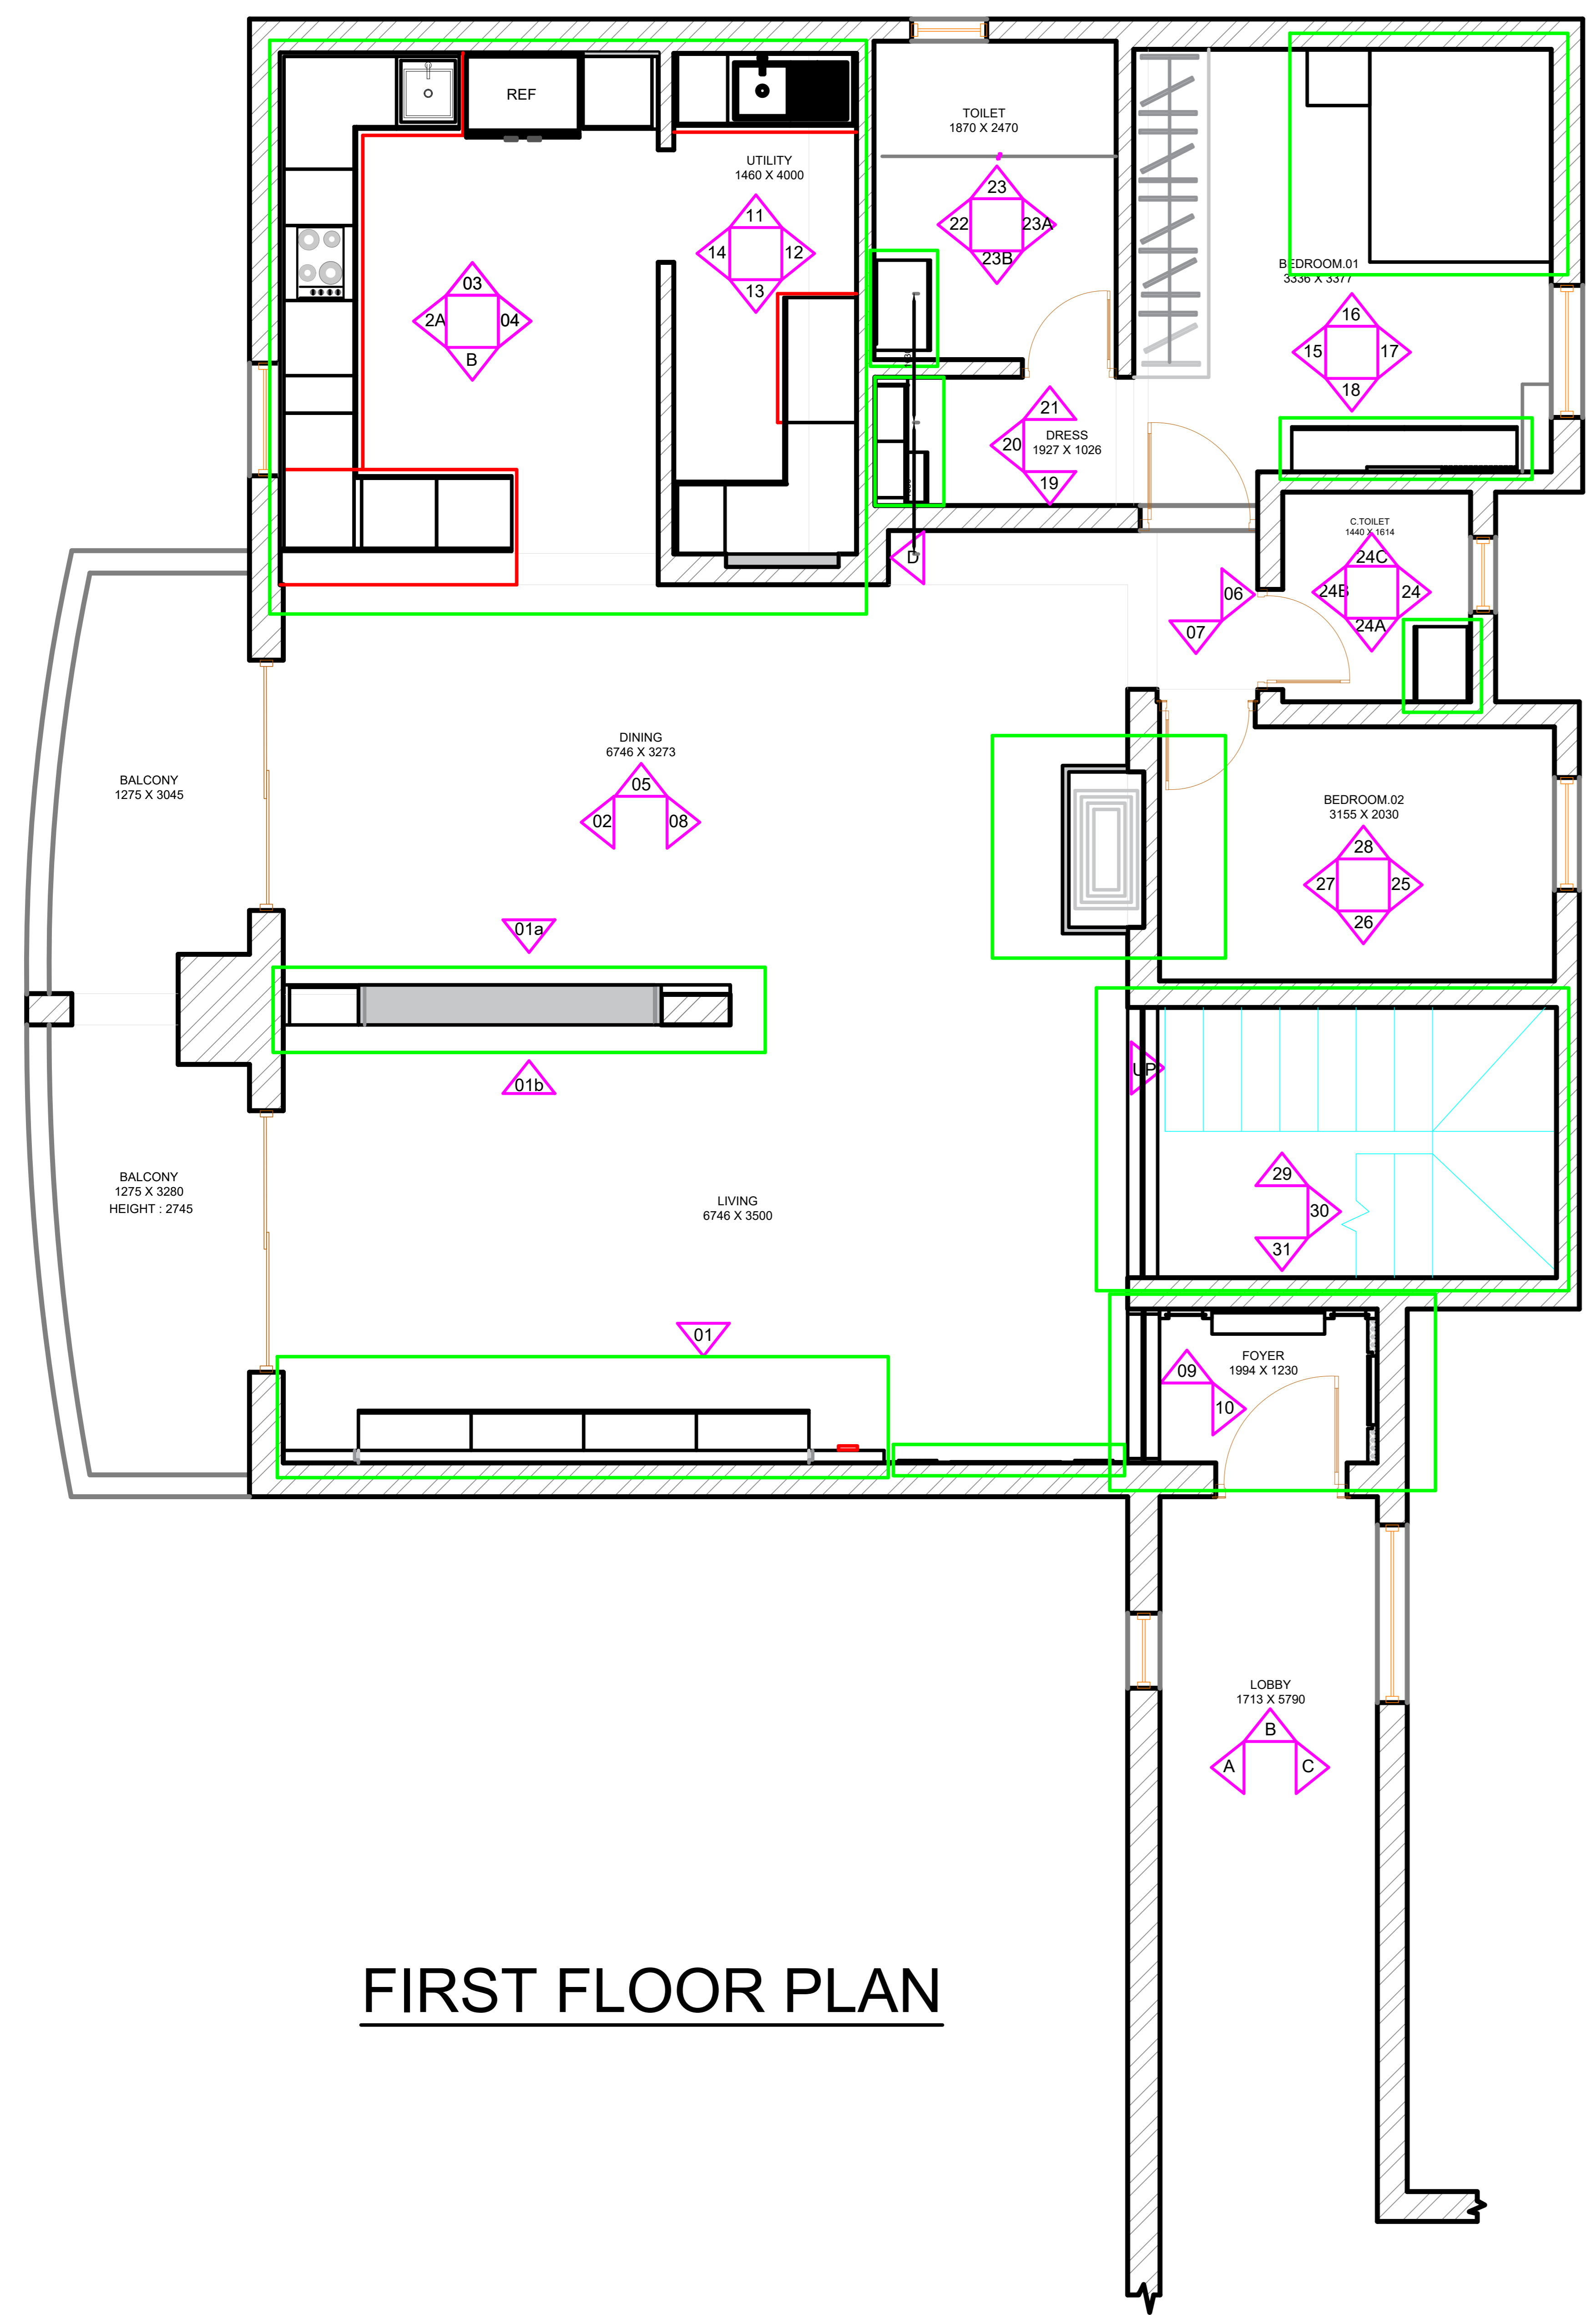 REF
TOILET
1870 X 2470
UTILITY
1460 X 4000
23
22
23A
23B
11
14
12
13
03
2A
04
B
BEDROOM.01
3336 X 3377
16
15
17
18
21
20
DRESS
1927 X 1026
19
C.TOILET
1440 X 1614
24C
24B
24
24A
D
06
07
DINING
6746 X 3273
05
02
08
BALCONY
1275 X 3045
BEDROOM.02
3155 X 2030
28
27
25
26
01a
01b
UP
BALCONY
1275 X 3280
HEIGHT : 2745
LIVING
6746 X 3500
29
30
31
01
FOYER
1994 X 1230
09
10
LOBBY
1713 X 5790
B
A
C
FIRST FLOOR PLAN